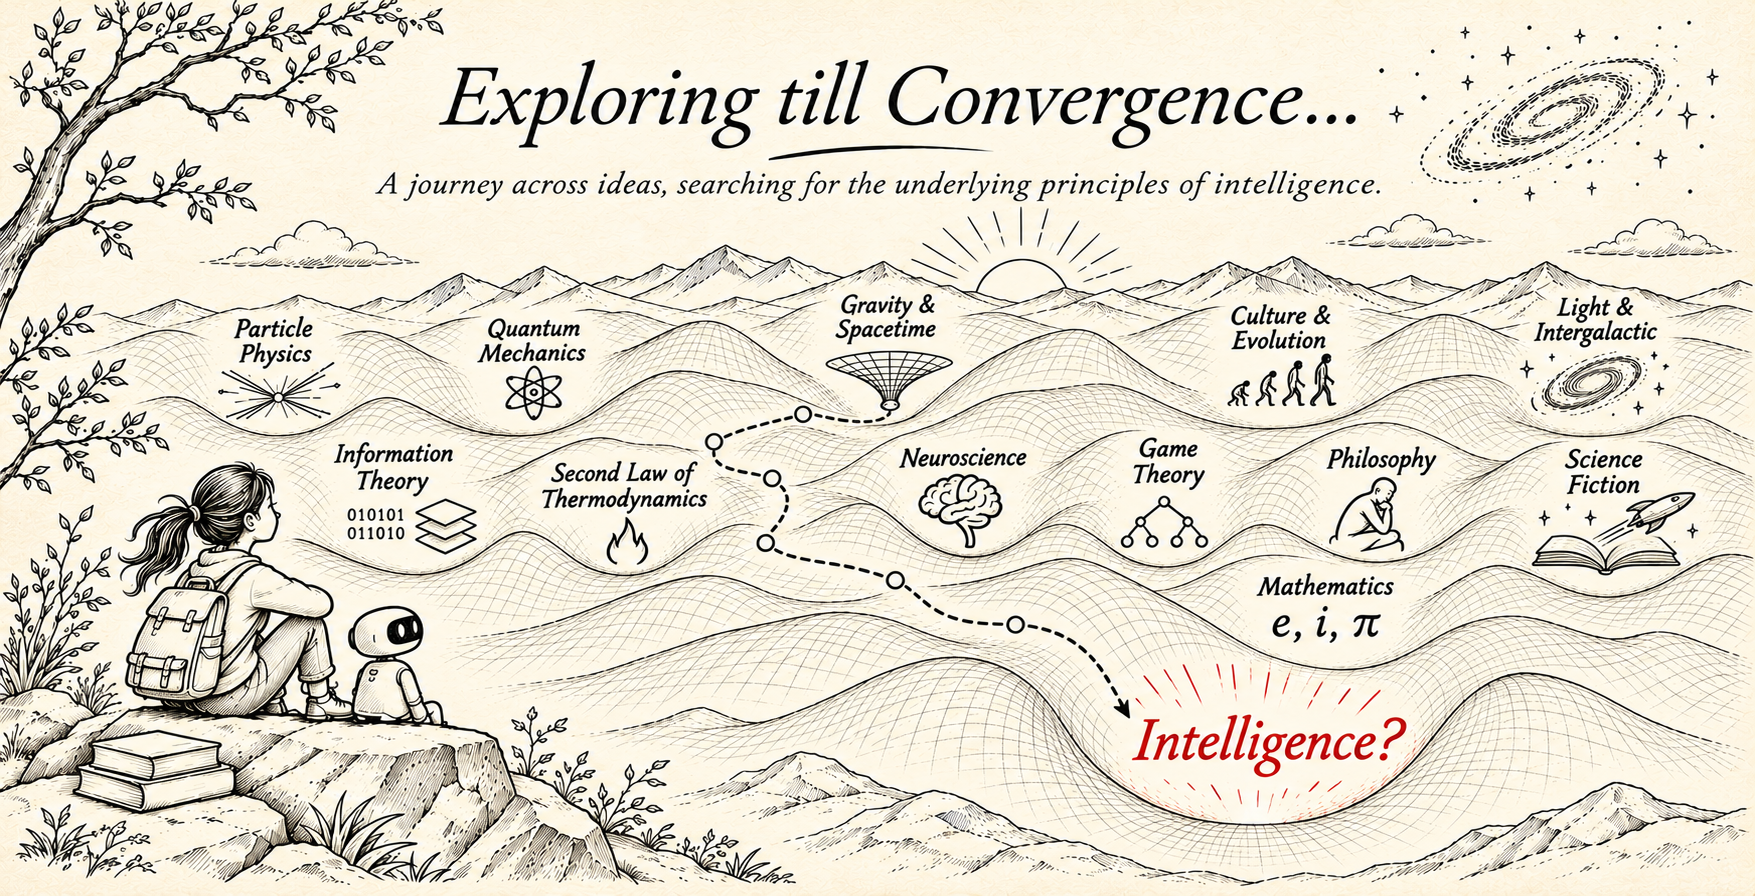 Exploring till Convergence...
A journey across ideas, searching for the underlying principles of intelligence.
Particle
Physics
Quantum
Mechanics
Gravity &
Spacetime
Culture &
Evolution
Light &
Intergalactic
Information
Theory
010101
011010
Second Law of
Thermodynamics
Neuroscience
Game
Theory
Philosophy
Science
Fiction
Mathematics
e, i, π
Intelligence?